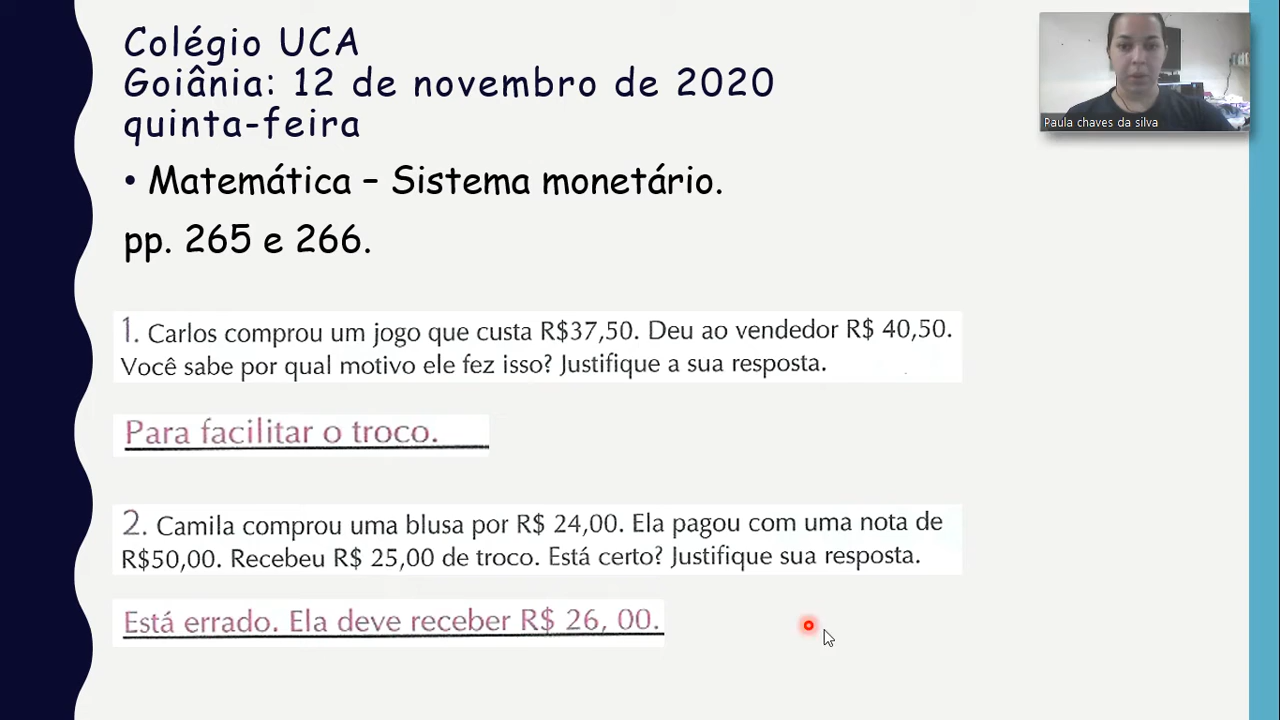 Colégio UCA
Goiânia: 12 de novembro de 2020
quinta-feira
• Matemática – Sistema monetário.
pp. 265 e 266.
1. Carlos comprou um jogo que custa R$37,50. Deu ao vendedor R$ 40,50.
Você sabe por qual motivo ele fez isso? Justifique a sua resposta.
Para facilitar o troco.
2. Camila comprou uma blusa por R$ 24,00. Ela pagou com uma nota de
R$50,00. Recebeu R$ 25,00 de troco. Está certo? Justifique sua resposta.
Está errado. Ela deve receber R$ 26, 00.
Paula chaves da silva